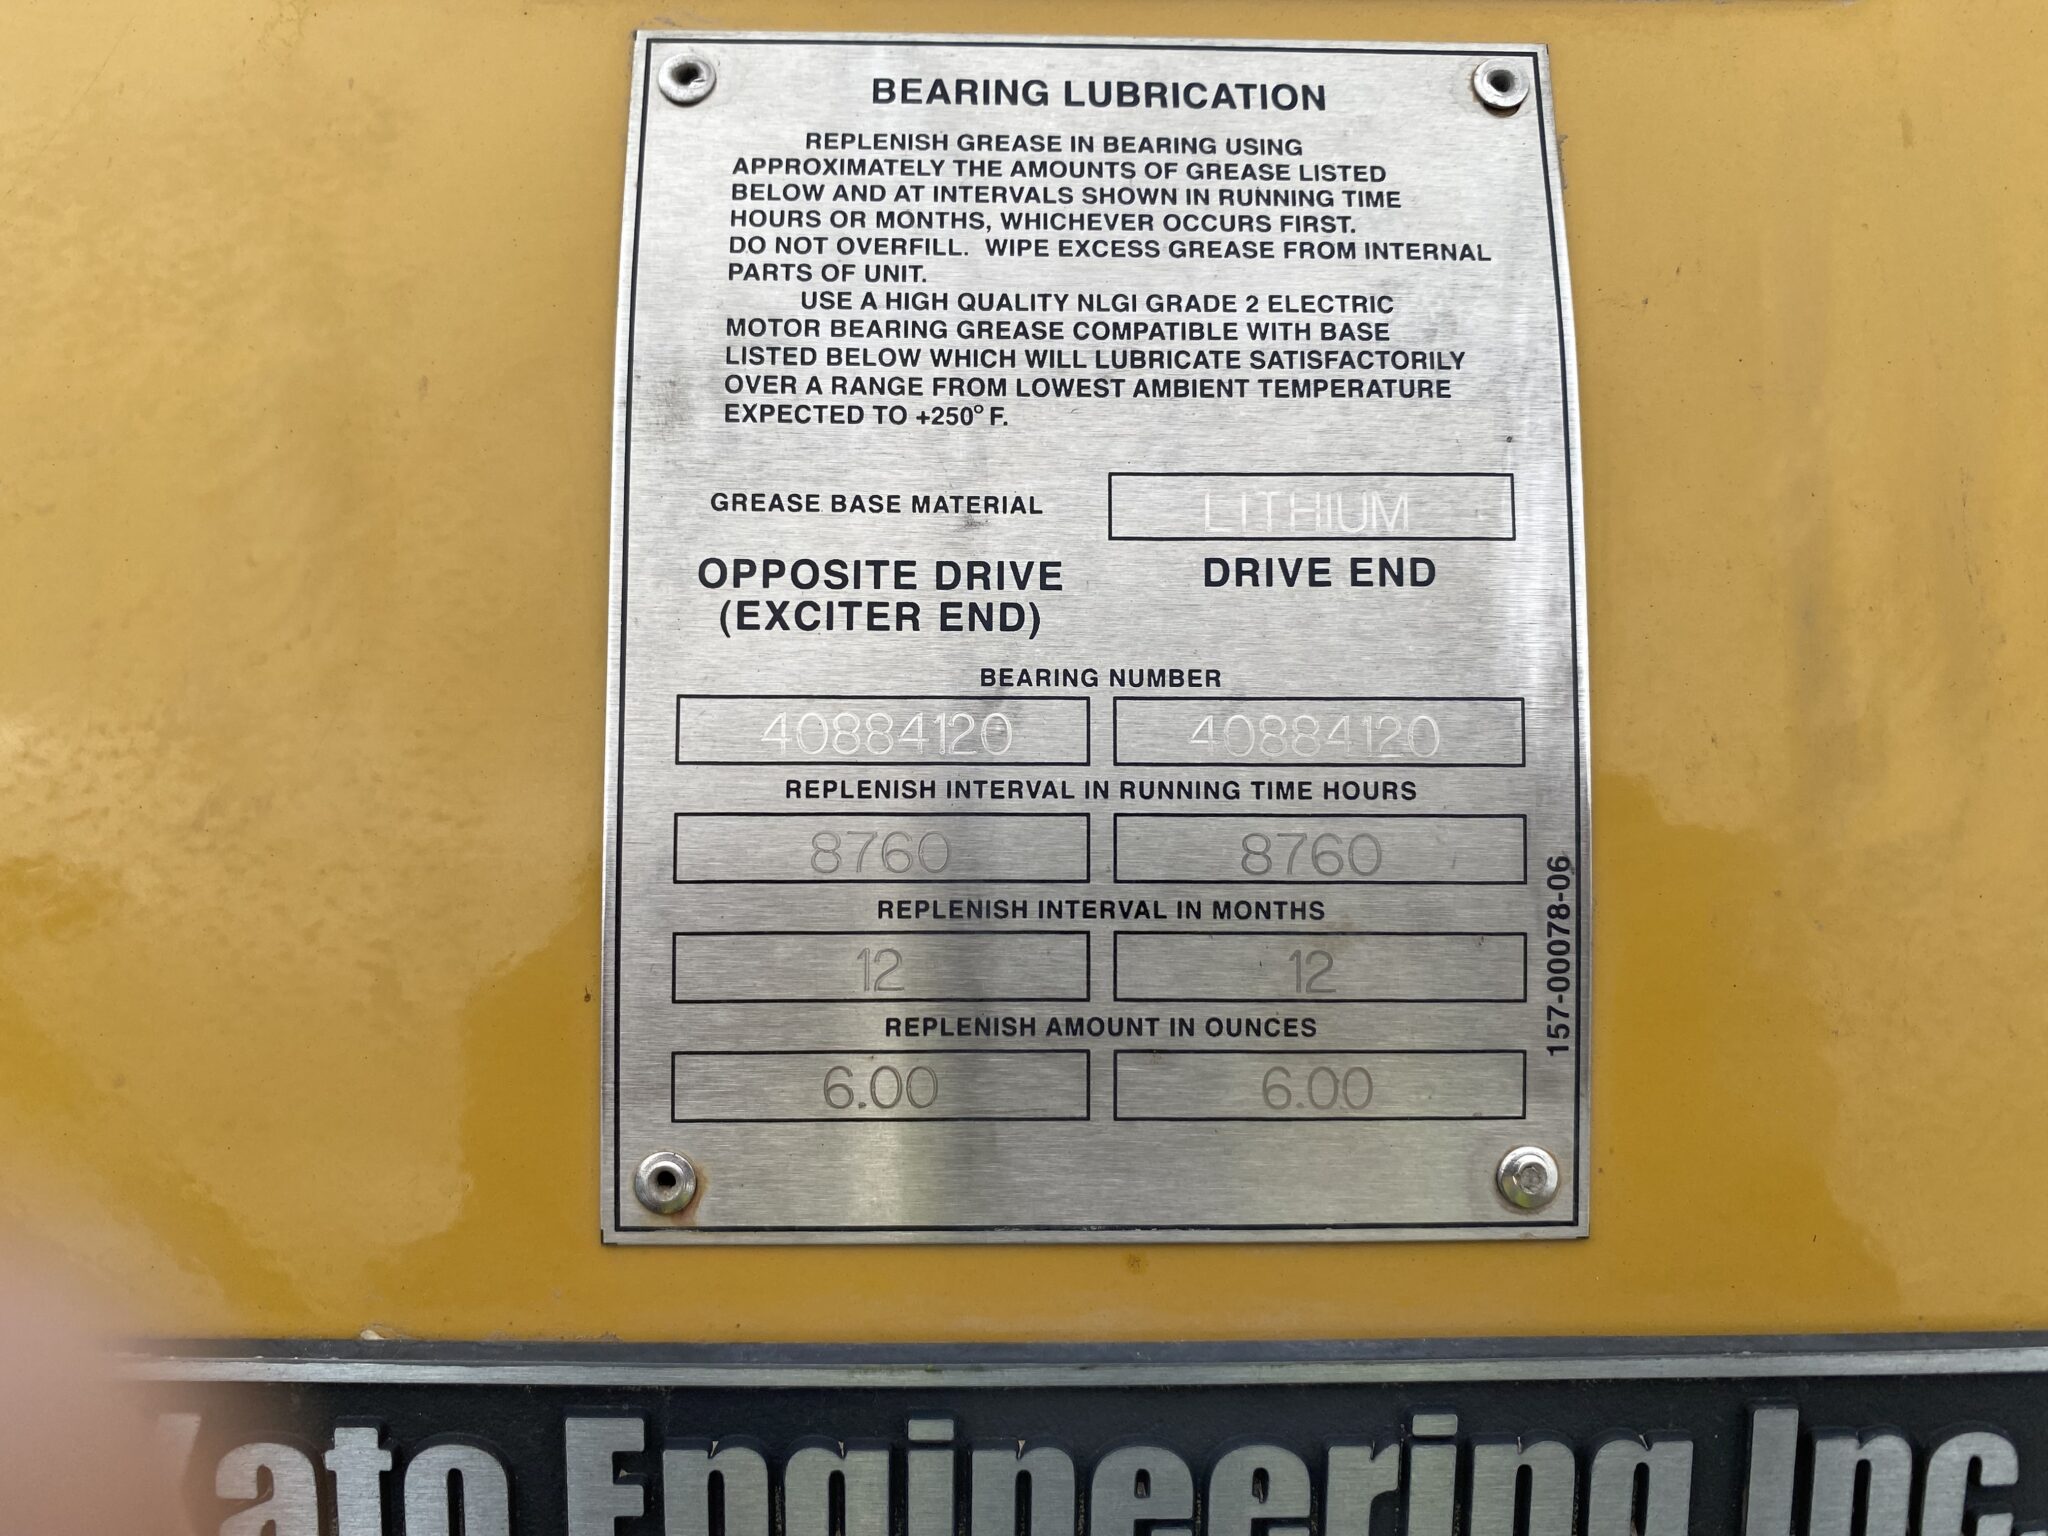 BEARING LUBRICATION
REPLENISH GREASE IN BEARING USING
APPROXIMATELY THE AMOUNTS OF GREASE LISTED
BELOW AND AT INTERVALS SHOWN IN RUNNING TIME
HOURS OR MONTHS, WHICHEVER OCCURS FIRST.
DO NOT OVERFILL. WIPE EXCESS GREASE FROM INTERNAL
PARTS OF UNIT.
USE A HIGH QUALITY NLGI GRADE 2 ELECTRIC
MOTOR BEARING GREASE COMPATIBLE WITH BASE
LISTED BELOW WHICH WILL LUBRICATE SATISFACTORILY
OVER A RANGE FROM LOWEST AMBIENT TEMPERATURE
EXPECTED TO +250° F.
GREASE BASE MATERIAL LITHIUM
OPPOSITE DRIVE DRIVE END
(EXCITER END)
BEARING NUMBER
40884120 40884120
REPLENISH INTERVAL IN RUNNING TIME HOURS
8760 8760
REPLENISH INTERVAL IN MONTHS
12 12
REPLENISH AMOUNT IN OUNCES
6.00 6.00
157-00078-06
Kato Engineering Inc.